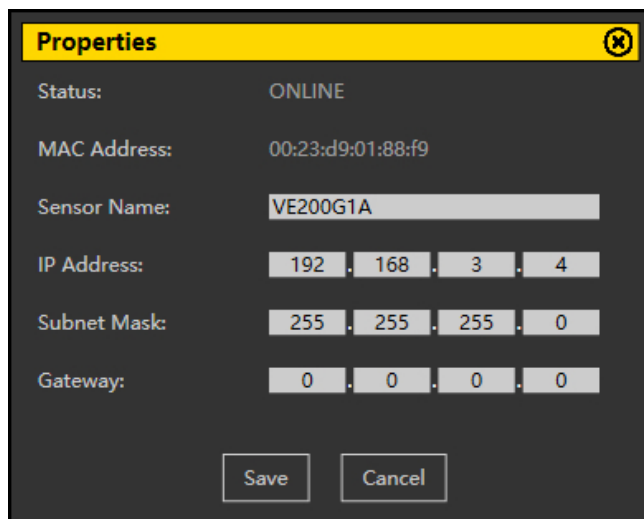 Properties
Status: ONLINE
MAC Address: 00:23:d9:01:88:f9
Sensor Name: VE200G1A
IP Address: 192 . 168 . 3 . 4
Subnet Mask: 255 . 255 . 255 . 0
Gateway: 0 . 0 . 0 . 0
Save Cancel